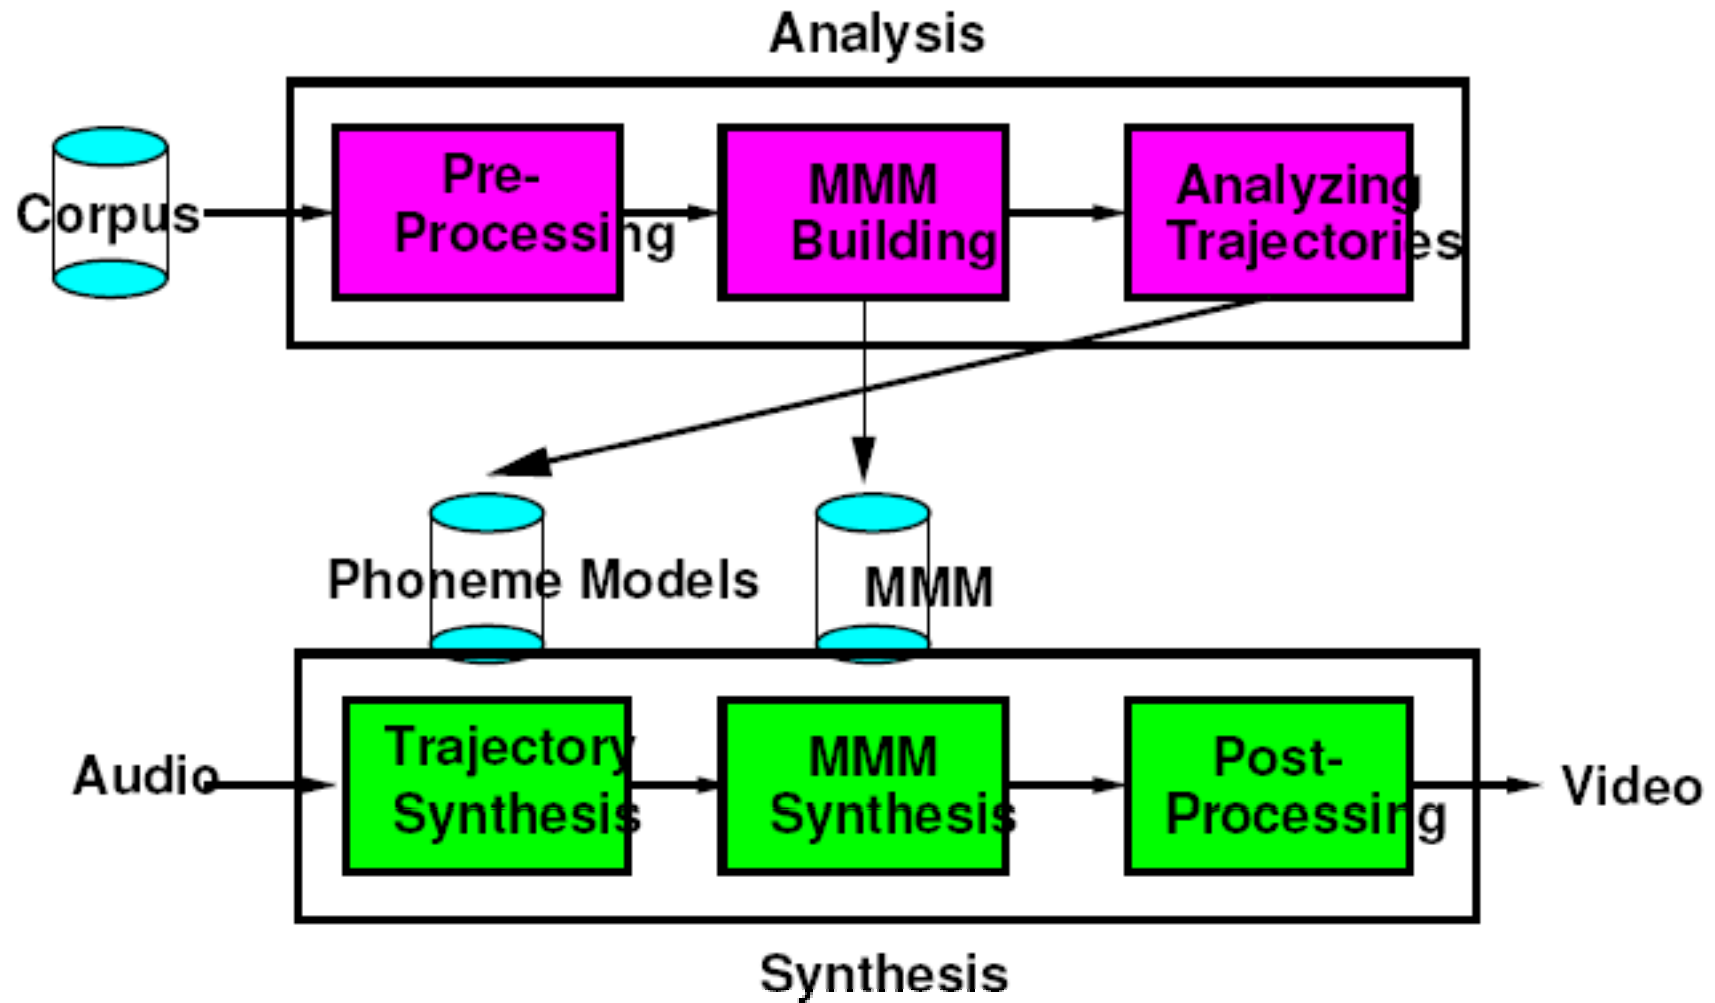 Analysis
Corpus
Pre-
Processing
MMM
Building
Analyzing
Trajectories
Phoneme Models
MMM
Audio
Trajectory
Synthesis
MMM
Synthesis
Post-
Processing
Video
Synthesis